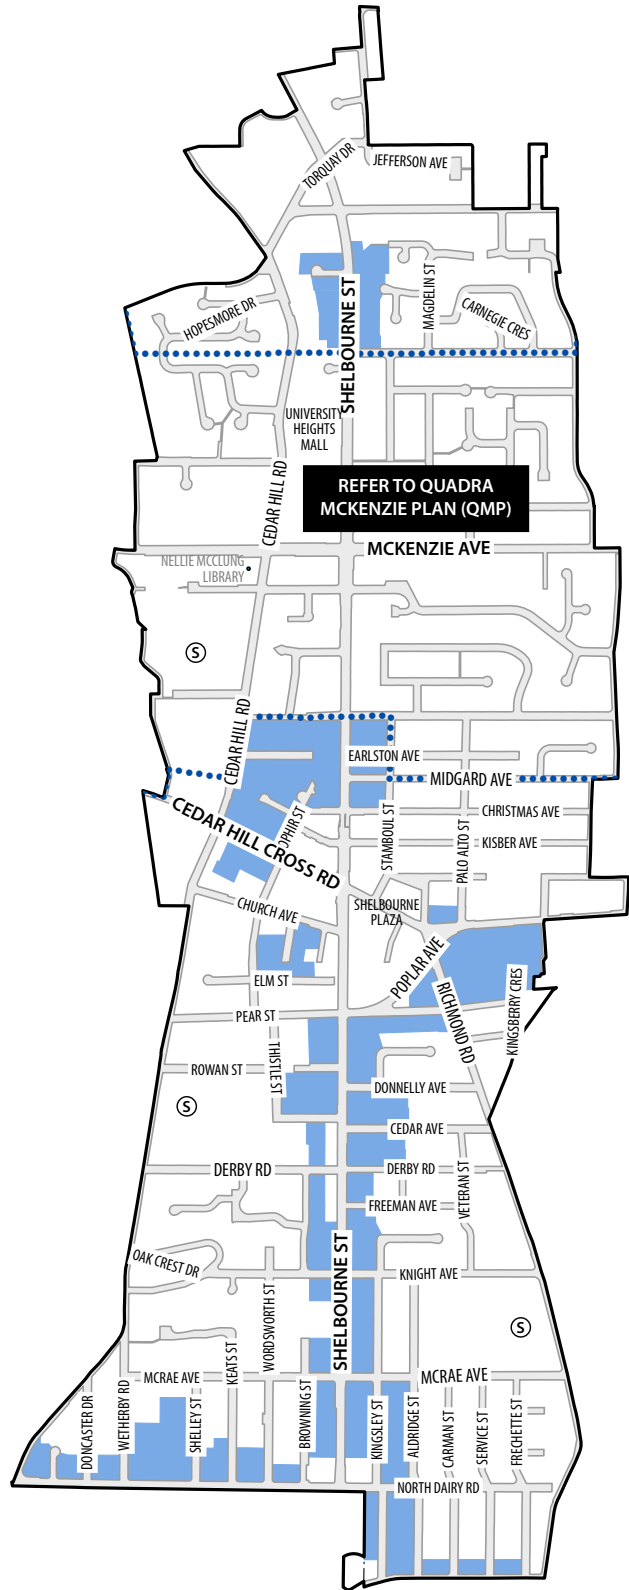 TORQUAY DR
JEFFERSON AVE
HOPESMORE DR
SHELBOURNE ST
MAGDELIN ST
CARNEGIE CRES
UNIVERSITY
HEIGHTS
MALL
CEDAR HILL RD
REFER TO QUADRA
MCKENZIE PLAN (QMP)
MCKENZIE AVE
NELLIE MCCLUNG
LIBRARY
S
CEDAR HILL RD
EARLSTON AVE
MIDGARD AVE
CEDAR HILL CROSS RD
OPHIR ST
STAMBOUL ST
CHRISTMAS AVE
PALO ALTO ST
KISBER AVE
CHURCH AVE
SHELBOURNE
PLAZA
POPLAR AVE
ELM ST
RICHMOND RD
KINGSBERRY CRES
PEAR ST
THISTLE ST
ROWAN ST
DONNELLY AVE
S
CEDAR AVE
DERBY RD
DERBY RD
VETERAN ST
FREEMAN AVE
OAK CREST DR
SHELBOURNE ST
KNIGHT AVE
WORDSWORTH ST
S
KEATS ST
MCRAE AVE
MCRAE AVE
DONCASTER DR
WETHERBY RD
SHELLEY ST
BROWNING ST
KINGSLEY ST
ALDRIDGE ST
CARMAN ST
SERVICE ST
FRECHETTE ST
NORTH DAIRY RD